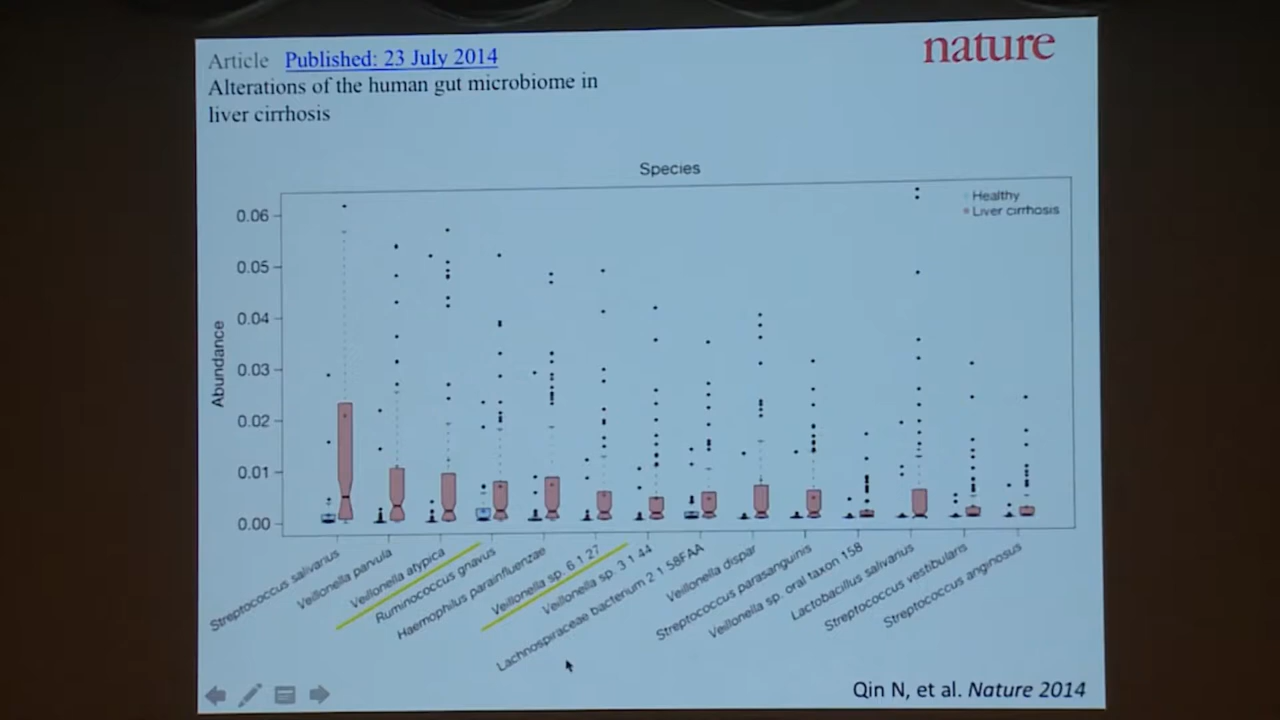 Article Published: 23 July 2014
nature
Alterations of the human gut microbiome in
liver cirrhosis
Species
Healthy
Liver cirrhosis
Abundance
0.06
0.05
0.04
0.03
0.02
0.01
0.00
Streptococcus salivarius
Veillonella parvula
Veillonella atypica
Ruminococcus gnavus
Haemophilus parainfluenzae
Veillonella sp. 6 1 27
Veillonella sp. 3 1 44
Lachnospiraceae bacterium 2 1 58FAA
Veillonella dispar
Streptococcus parasanguinis
Veillonella sp. oral taxon 158
Lactobacillus salivarius
Streptococcus vestibularis
Streptococcus anginosus
Qin N, et al. Nature 2014